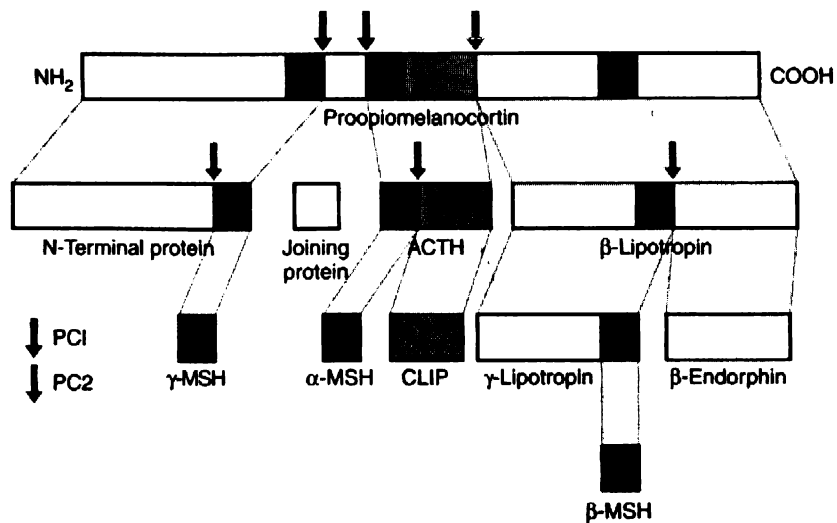 NH2
COOH
Proopiomelanocortin
N-Terminal protein
Joining
protein
ACTH
β-Lipotropin
PCI
PC2
γ-MSH
α-MSH
CLIP
γ-Lipotropin
β-Endorphin
β-MSH